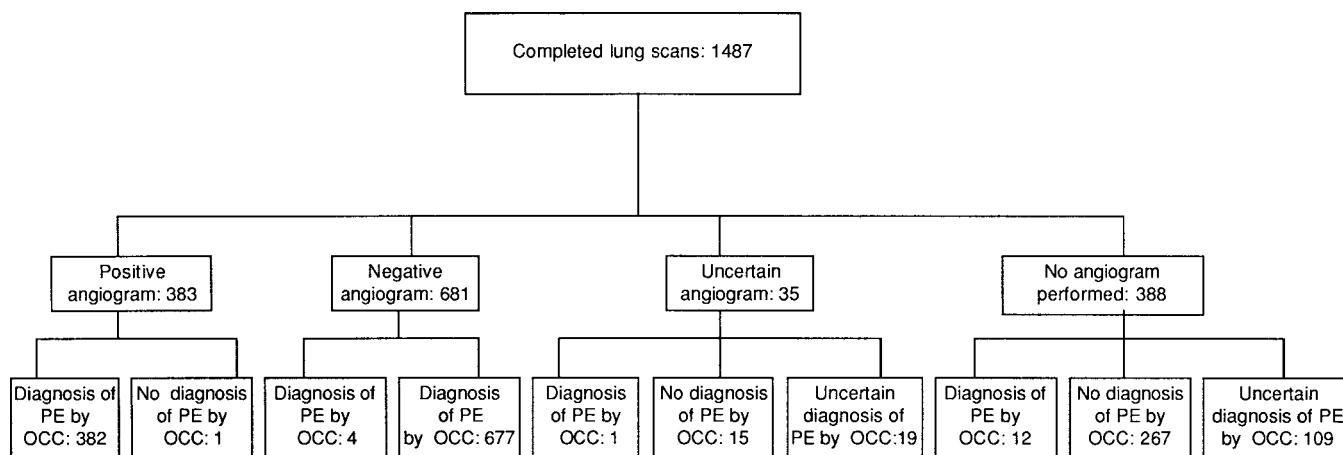 Completed lung scans: 1487
Positive
angiogram: 383
Negative
angiogram: 681
Uncertain
angiogram: 35
No angiogram
performed: 388
Diagnosis of
PE by
OCC: 382
No diagnosis
of PE by
OCC: 1
Diagnosis of
PE by
OCC: 4
Diagnosis
of PE
by OCC: 677
Diagnosis
of PE by
OCC: 1
No diagnosis
of PE by
OCC: 15
Uncertain
diagnosis of
PE by OCC:19
Diagnosis of
PE by
OCC: 12
No diagnosis
of PE by
OCC: 267
Uncertain
diagnosis of PE
by OCC: 109